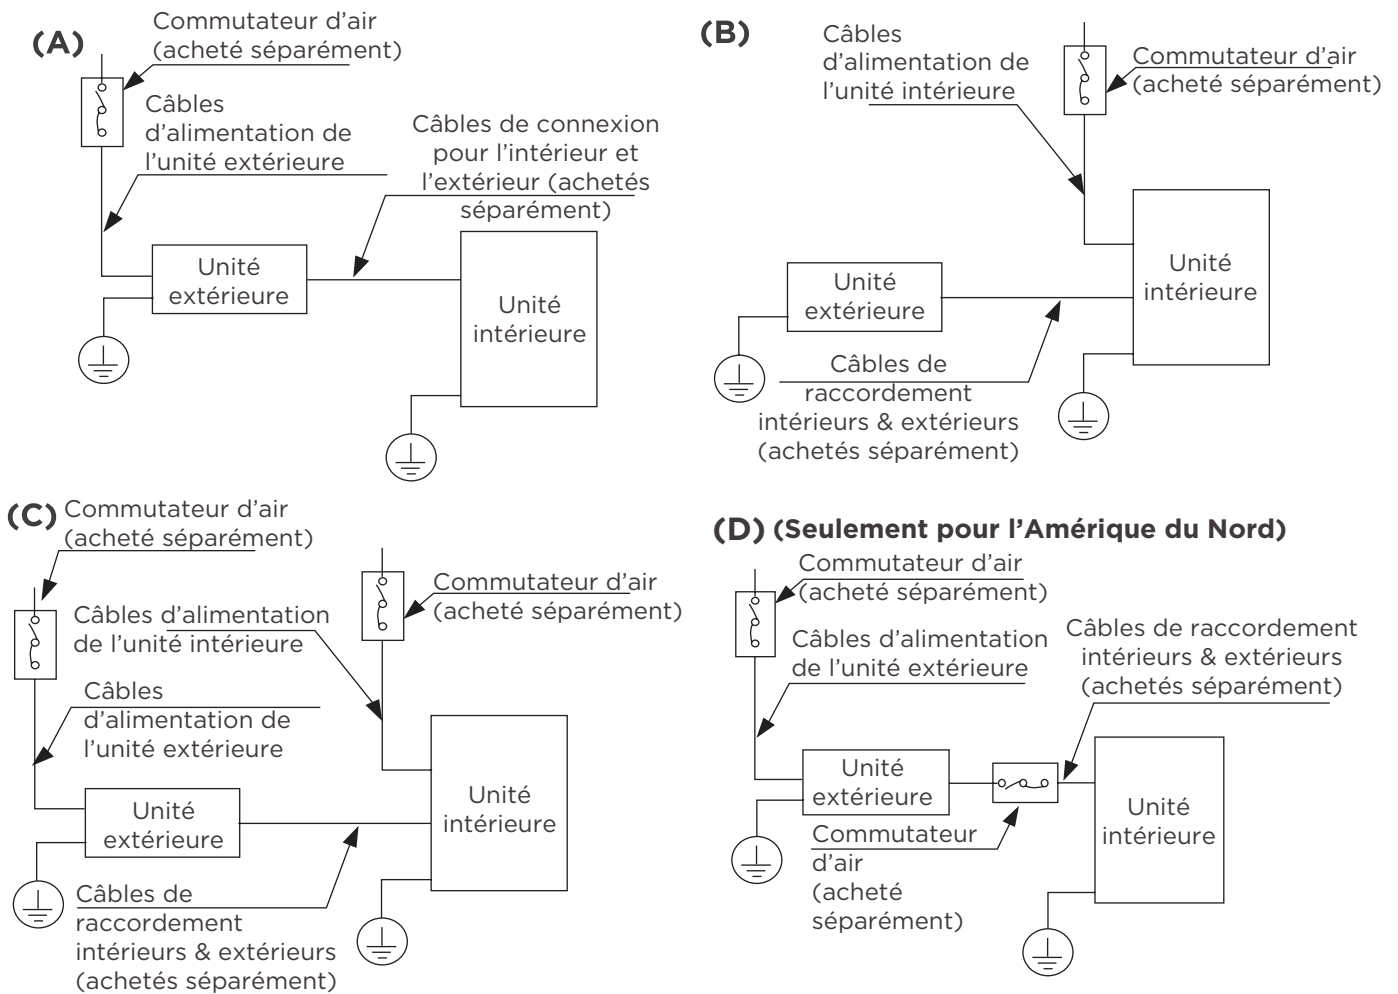 (A)
Commutateur d'air
(acheté séparément)
Câbles
d'alimentation de
l'unité extérieure
Câbles de connexion
pour l'intérieur et
l'extérieur (achetés
séparément)
Unité
extérieure
Unité
intérieure
(B)
Câbles
d'alimentation de
l'unité intérieure
Commutateur d'air
(acheté séparément)
Unité
extérieure
Unité
intérieure
Câbles de
raccordement
intérieurs & extérieurs
(achetés séparément)
(C)
Commutateur d'air
(acheté séparément)
Câbles d'alimentation
de l'unité intérieure
Commutateur d'air
(acheté séparément)
Câbles
d'alimentation de
l'unité extérieure
Unité
extérieure
Unité
intérieure
Câbles de
raccordement
intérieurs & extérieurs
(achetés séparément)
(D) (Seulement pour l'Amérique du Nord)
Commutateur d'air
(acheté séparément)
Câbles d'alimentation
de l'unité extérieure
Câbles de raccordement
intérieurs & extérieurs
(achetés séparément)
Unité
extérieure
Unité
intérieure
Commutateur
d'air
(acheté
séparément)